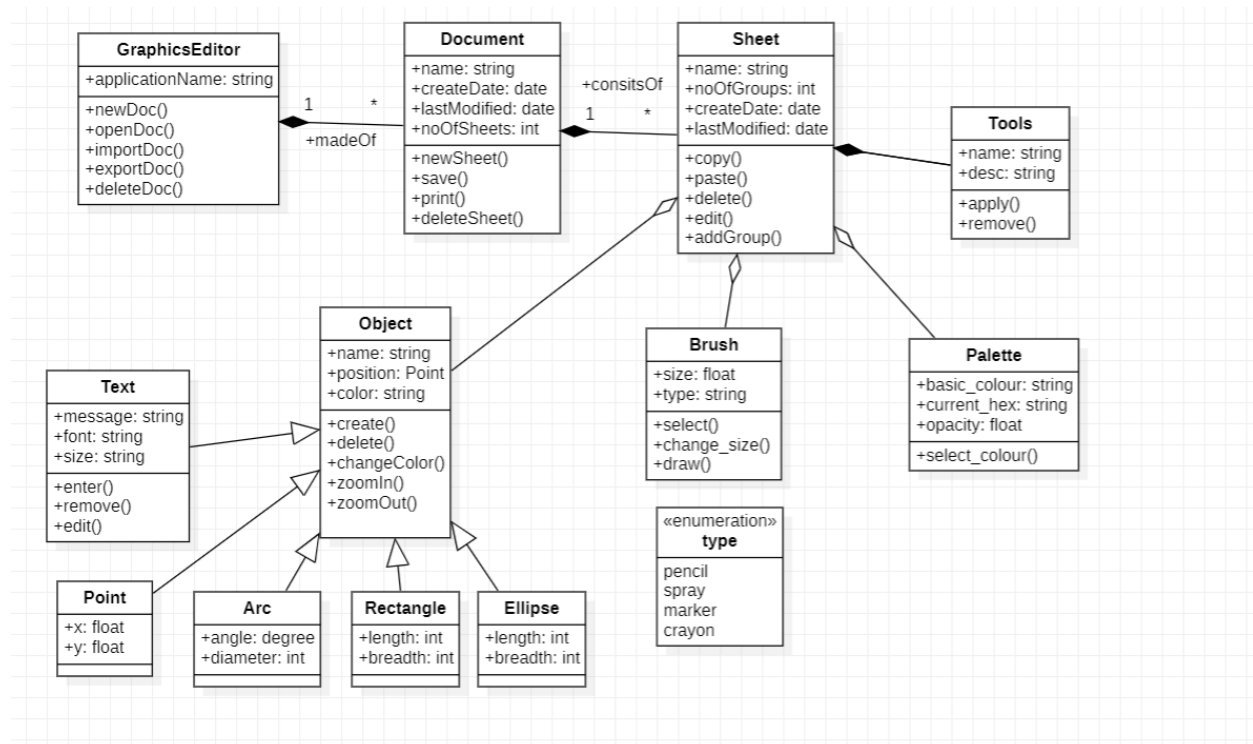 GraphicsEditor
+applicationName: string
+newDoc()
+openDoc()
+importDoc()
+exportDoc()
+deleteDoc()
1
*
+madeOf
Document
+name: string
+createDate: date
+lastModified: date
+noOfSheets: int
+newSheet()
+save()
+print()
+deleteSheet()
+consitsOf
1
*
Sheet
+name: string
+noOfGroups: int
+createDate: date
+lastModified: date
+copy()
+paste()
+delete()
+edit()
+addGroup()
Tools
+name: string
+desc: string
+apply()
+remove()
Object
+name: string
+position: Point
+color: string
+create()
+delete()
+changeColor()
+zoomIn()
+zoomOut()
Brush
+size: float
+type: string
+select()
+change_size()
+draw()
Palette
+basic_colour: string
+current_hex: string
+opacity: float
+select_colour()
Text
+message: string
+font: string
+size: string
+enter()
+remove()
+edit()
«enumeration»
type
pencil
spray
marker
crayon
Point
+x: float
+y: float
Arc
+angle: degree
+diameter: int
Rectangle
+length: int
+breadth: int
Ellipse
+length: int
+breadth: int